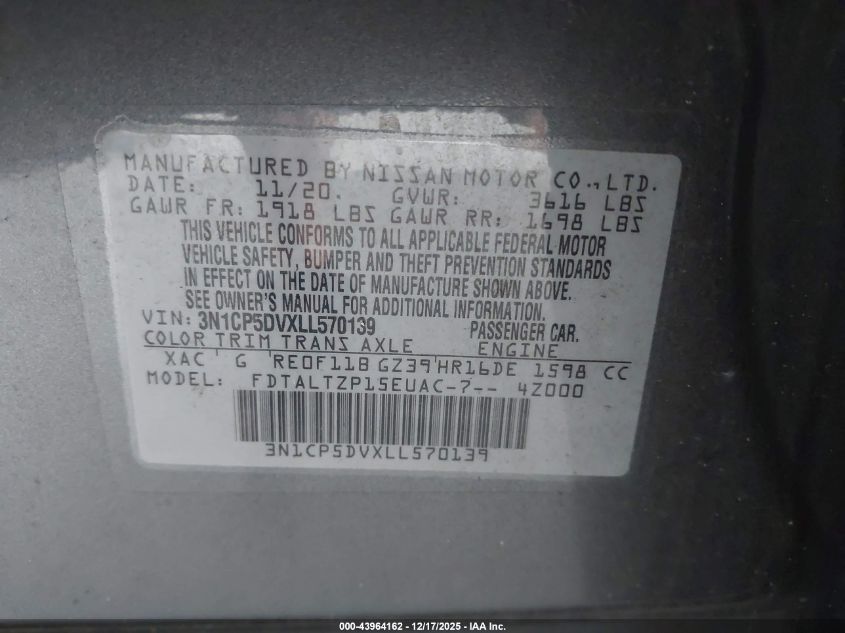 MANUFACTURED BY NISSAN MOTOR CO., LTD.
DATE: 11/20. GVWR: 3616 LBS
GAWR FR: 1918 LBS GAWR RR: 1698 LBS
THIS VEHICLE CONFORMS TO ALL APPLICABLE FEDERAL MOTOR
VEHICLE SAFETY, BUMPER AND THEFT PREVENTION STANDARDS
IN EFFECT ON THE DATE OF MANUFACTURE SHOWN ABOVE.
SEE OWNER'S MANUAL FOR ADDITIONAL INFORMATION.
VIN: 3N1CP5DVXLL570139 PASSENGER CAR.
COLOR TRIM TRANS AXLE ENGINE
XAC ' G 'RE0F11B GZ39'HR16DE 1598 CC
MODEL: FDTALTZP15EUAC-7-- 4Z000
3N1CP5DVXLL570139
000-43964162 - 12/17/2025 - IAA Inc.